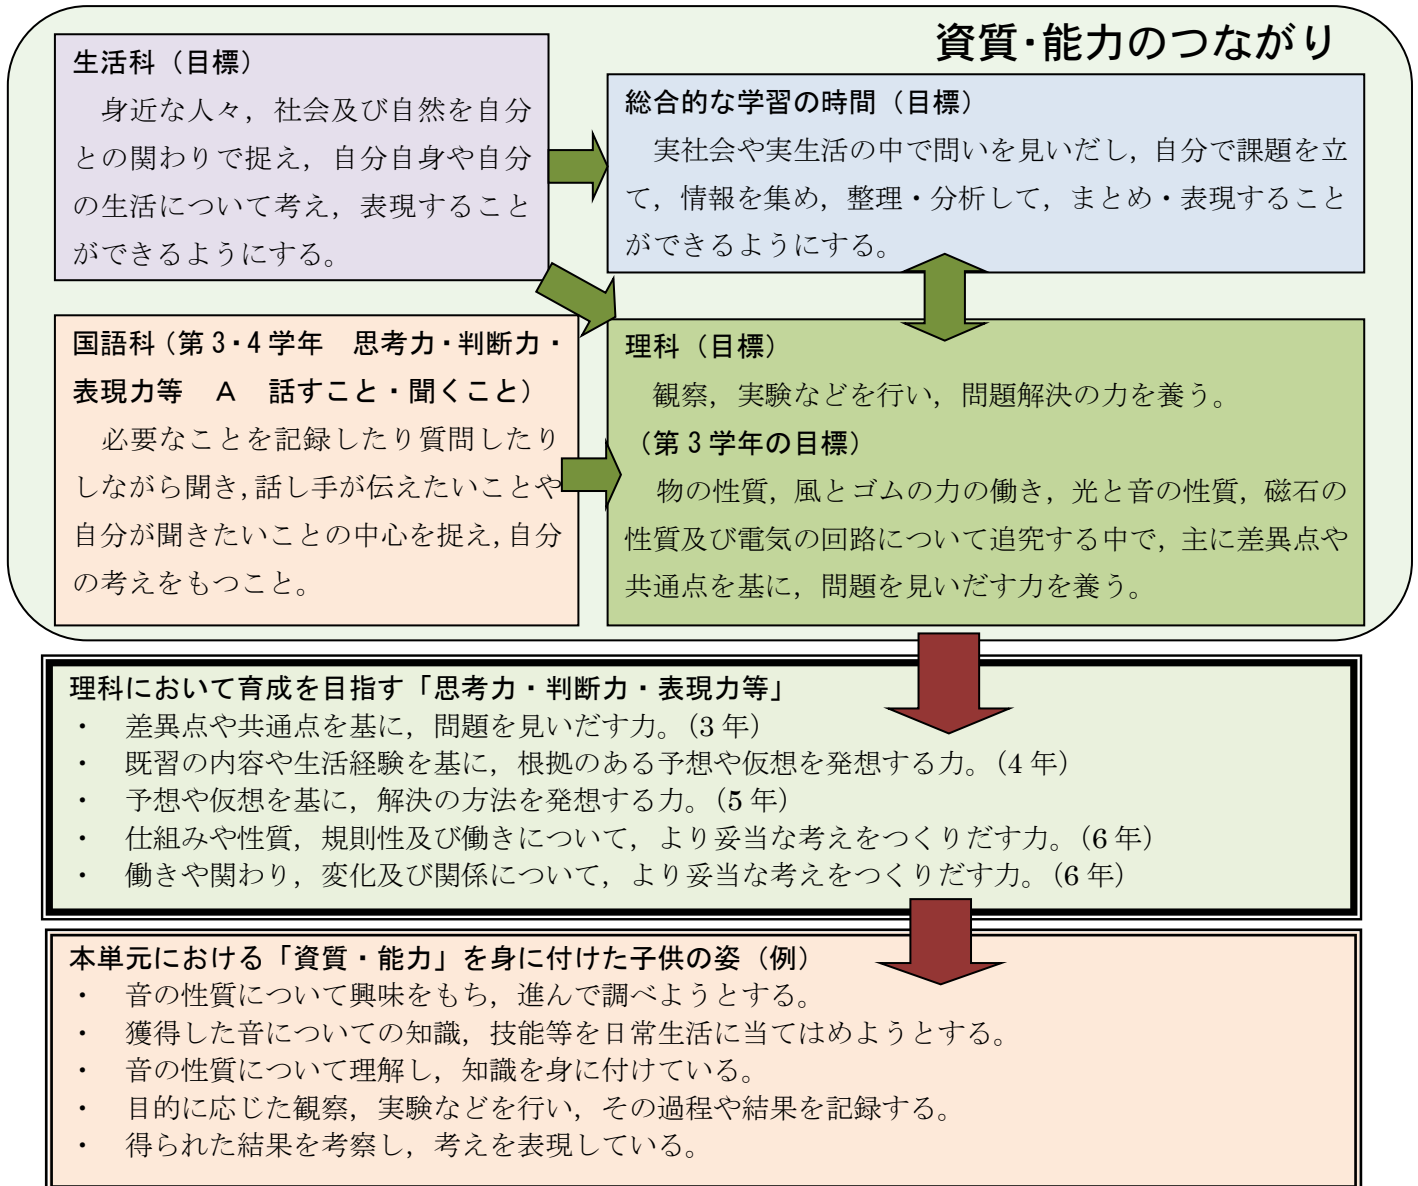 資質・能力のつながり
生活科（目標）
身近な人々，社会及び自然を自分
との関わりで捉え，自分自身や自分
の生活について考え，表現すること
ができるようにする。
総合的な学習の時間（目標）
実社会や実生活の中で問いを見いだし，自分で課題を立
て，情報を集め，整理・分析して，まとめ・表現すること
ができるようにする。
国語科（第３・４学年　思考力・判断力・
表現力等　Ａ　話すこと・聞くこと）
必要なことを記録したり質問したり
しながら聞き，話し手が伝えたいことや
自分が聞きたいことの中心を捉え，自分
の考えをもつこと。
理科（目標）
観察，実験などを行い，問題解決の力を養う。
（第３学年の目標）
物の性質，風とゴムの力の働き，光と音の性質，磁石の
性質及び電気の回路について追究する中で，主に差異点や
共通点を基に，問題を見いだす力を養う。
理科において育成を目指す「思考力・判断力・表現力等」
・　差異点や共通点を基に，問題を見いだす力。（3 年）
・　既習の内容や生活経験を基に，根拠のある予想や仮想を発想する力。（4 年）
・　予想や仮想を基に，解決の方法を発想する力。（5 年）
・　仕組みや性質，規則性及び働きについて，より妥当な考えをつくりだす力。（6 年）
・　働きや関わり，変化及び関係について，より妥当な考えをつくりだす力。（6 年）
本単元における「資質・能力」を身に付けた子供の姿（例）
・　音の性質について興味をもち，進んで調べようとする。
・　獲得した音についての知識，技能等を日常生活に当てはめようとする。
・　音の性質について理解し，知識を身に付けている。
・　目的に応じた観察，実験などを行い，その過程や結果を記録する。
・　得られた結果を考察し，考えを表現している。